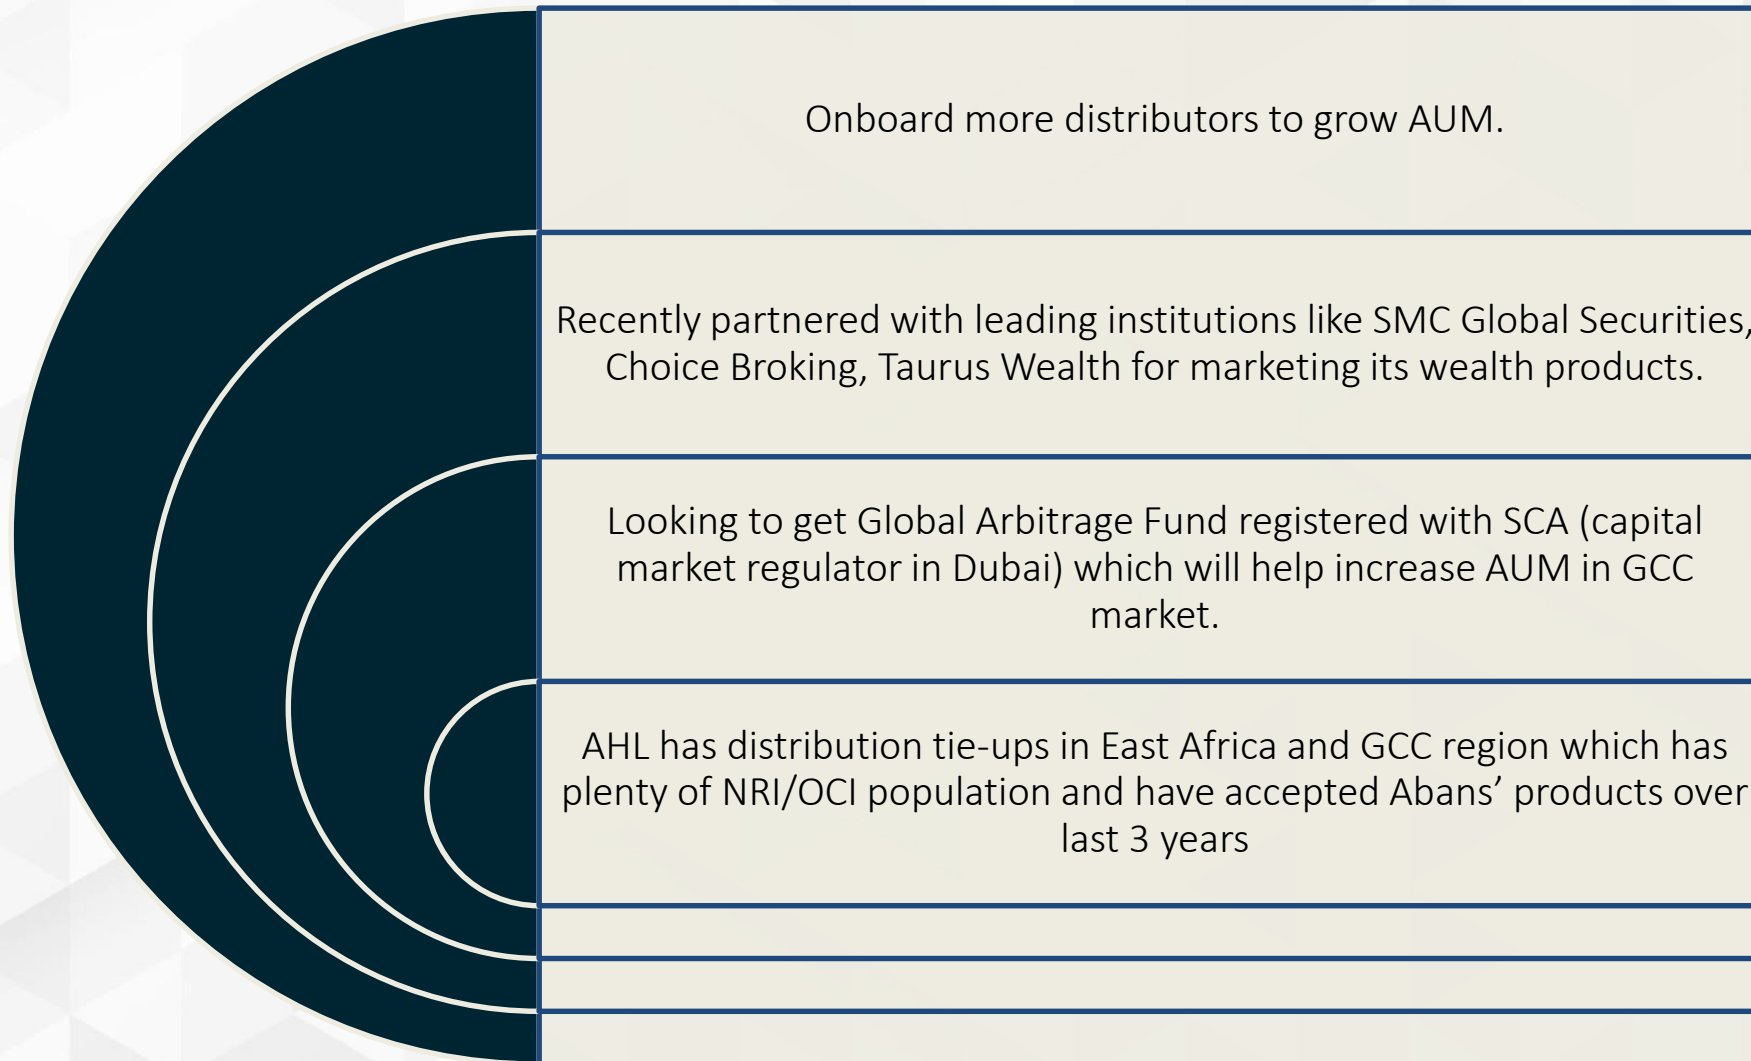 Onboard more distributors to grow AUM.
Recently partnered with leading institutions like SMC Global Securities,
Choice Broking, Taurus Wealth for marketing its wealth products.
Looking to get Global Arbitrage Fund registered with SCA (capital
market regulator in Dubai) which will help increase AUM in GCC
market.
AHL has distribution tie-ups in East Africa and GCC region which has
plenty of NRI/OCI population and have accepted Abans’ products over
last 3 years